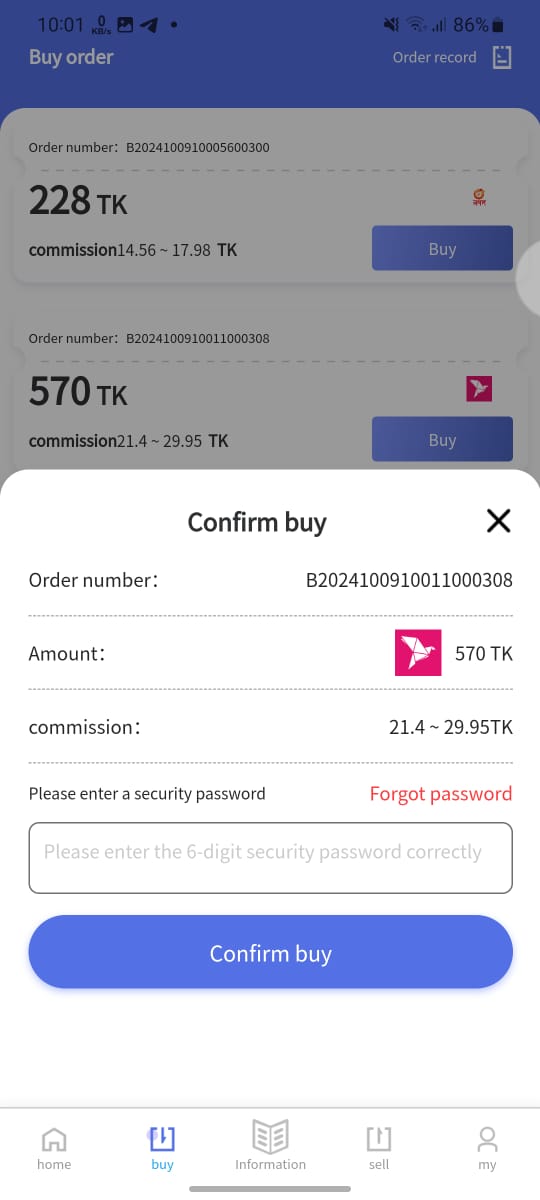 10:01 0 KB/s 86%
Buy order Order record
Order number：B2024100910005600300
228 TK
commission14.56 ~ 17.98 TK Buy
Order number：B2024100910011000308
570 TK
commission21.4 ~ 29.95 TK Buy
Confirm buy
Order number： B2024100910011000308
Amount： 570 TK
commission： 21.4 ~ 29.95TK
Please enter a security password Forgot password
Please enter the 6-digit security password correctly
Confirm buy
home buy Information sell my